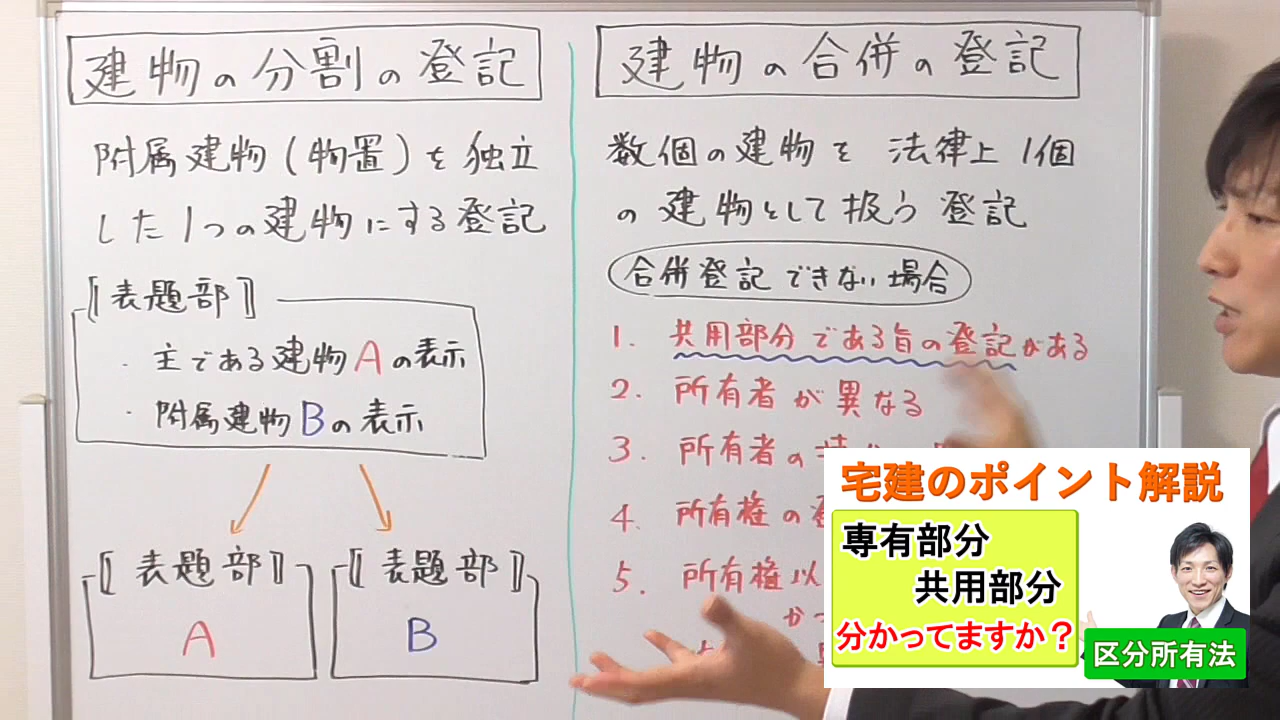 建物の分割の登記
附属建物(物置)を独立
した1つの建物にする登記
〚表題部〛
・主である建物Aの表示
・附属建物Bの表示
〚表題部〛
A
〚表題部〛
B
建物の合併の登記
数個の建物を法律上1個
の建物として扱う登記
合併登記できない場合
1. 共用部分である旨の登記がある
2. 所有者が異なる
3. 所有者の
4. 所有権の
5. 所有権以
か
宅建のポイント解説
専有部分
共用部分
分かってますか?
区分所有法